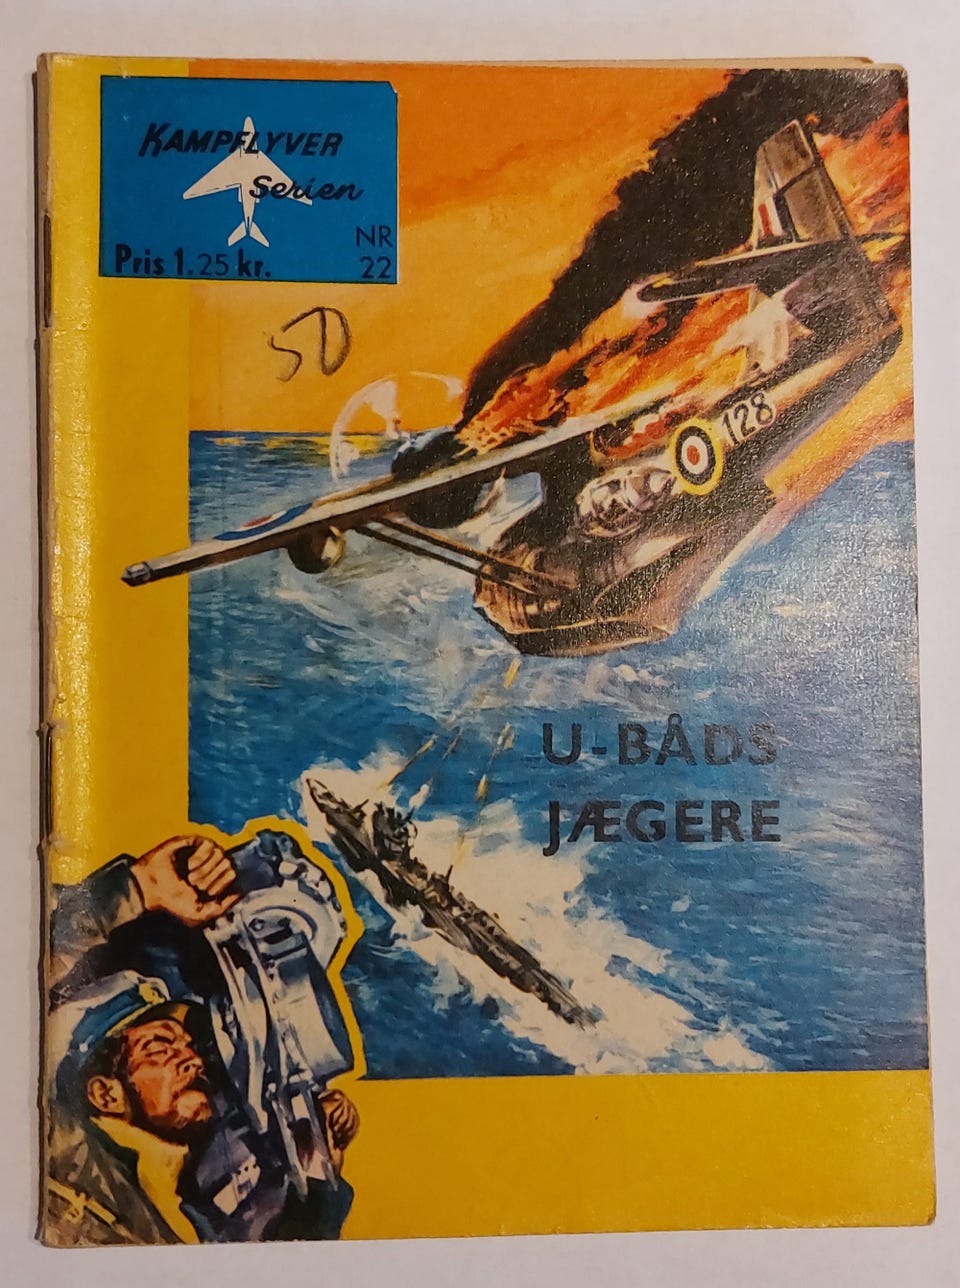 KAMPFLYVER
Serien
NR
Pris 1.25 kr. 22
50
128
U-BÅDS
JÆGERE